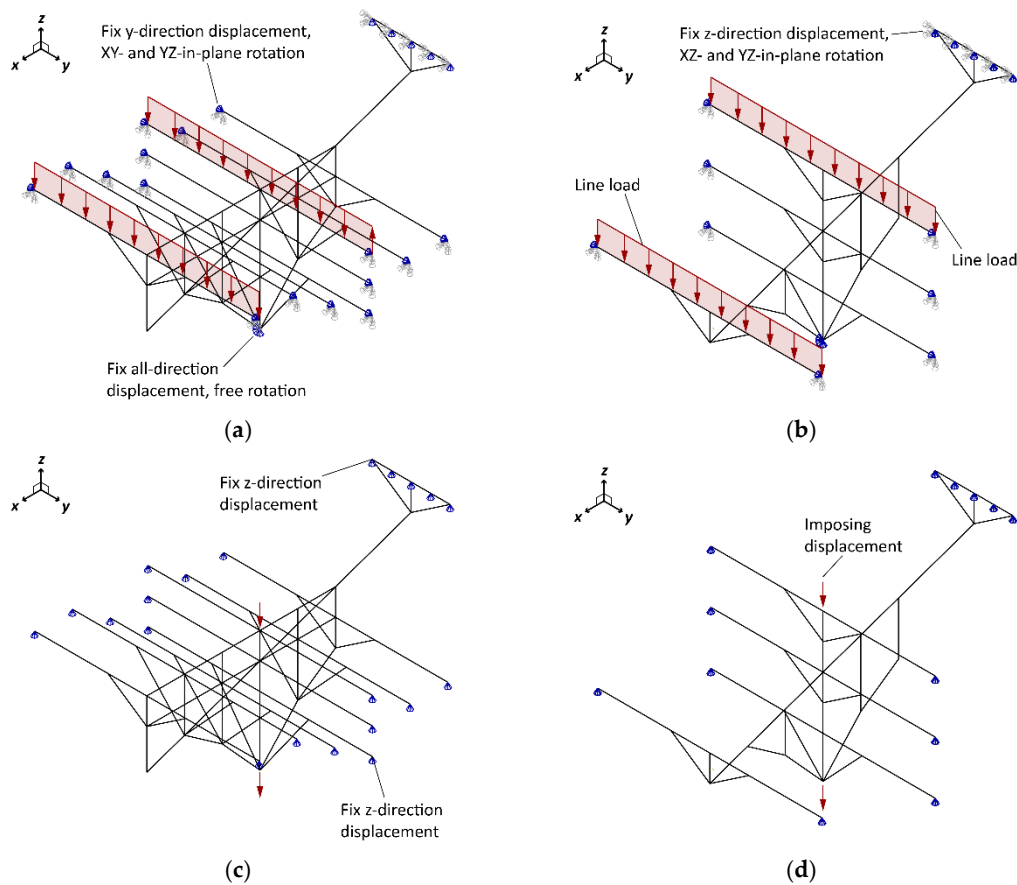 z
x
y
Fix y-direction displacement,
XY- and YZ-in-plane rotation
Fix all-direction
displacement, free rotation
(a)
z
x
y
Fix z-direction displacement,
XZ- and YZ-in-plane rotation
Line load
Line load
(b)
z
x
y
Fix z-direction
displacement
Fix z-direction
displacement
(c)
z
x
y
Imposing
displacement
(d)